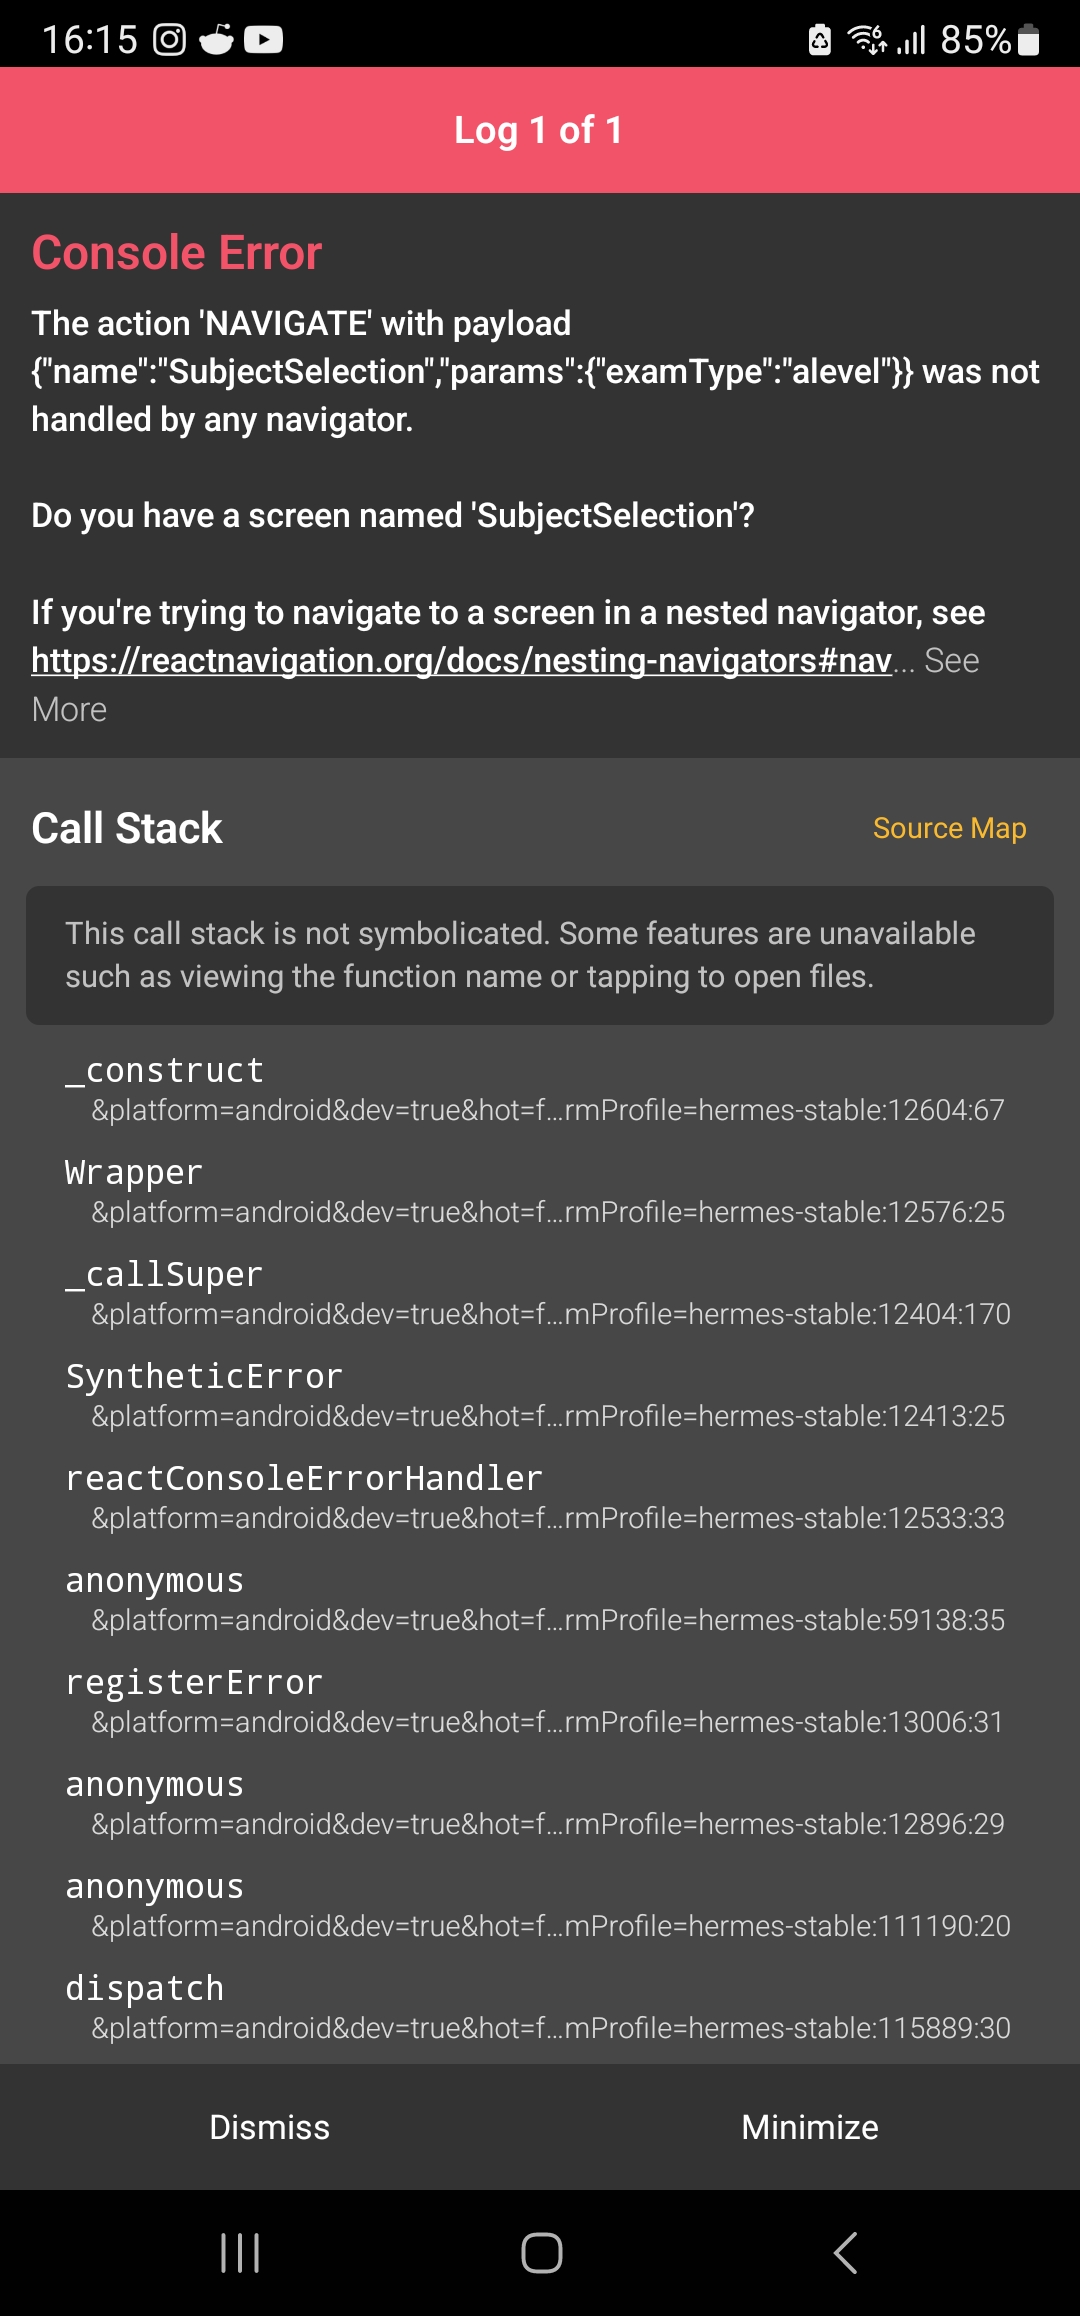 16:15 85%
Log 1 of 1
Console Error
The action 'NAVIGATE' with payload
{"name":"SubjectSelection","params":{"examType":"alevel"}} was not
handled by any navigator.
Do you have a screen named 'SubjectSelection'?
If you're trying to navigate to a screen in a nested navigator, see
https://reactnavigation.org/docs/nesting-navigators#nav... See
More
Call Stack Source Map
This call stack is not symbolicated. Some features are unavailable
such as viewing the function name or tapping to open files.
_construct
&platform=android&dev=true&hot=f...rmProfile=hermes-stable:12604:67
Wrapper
&platform=android&dev=true&hot=f...rmProfile=hermes-stable:12576:25
_callSuper
&platform=android&dev=true&hot=f...mProfile=hermes-stable:12404:170
SyntheticError
&platform=android&dev=true&hot=f...rmProfile=hermes-stable:12413:25
reactConsoleErrorHandler
&platform=android&dev=true&hot=f...rmProfile=hermes-stable:12533:33
anonymous
&platform=android&dev=true&hot=f...rmProfile=hermes-stable:59138:35
registerError
&platform=android&dev=true&hot=f...rmProfile=hermes-stable:13006:31
anonymous
&platform=android&dev=true&hot=f...rmProfile=hermes-stable:12896:29
anonymous
&platform=android&dev=true&hot=f...mProfile=hermes-stable:111190:20
dispatch
&platform=android&dev=true&hot=f...mProfile=hermes-stable:115889:30
Dismiss Minimize